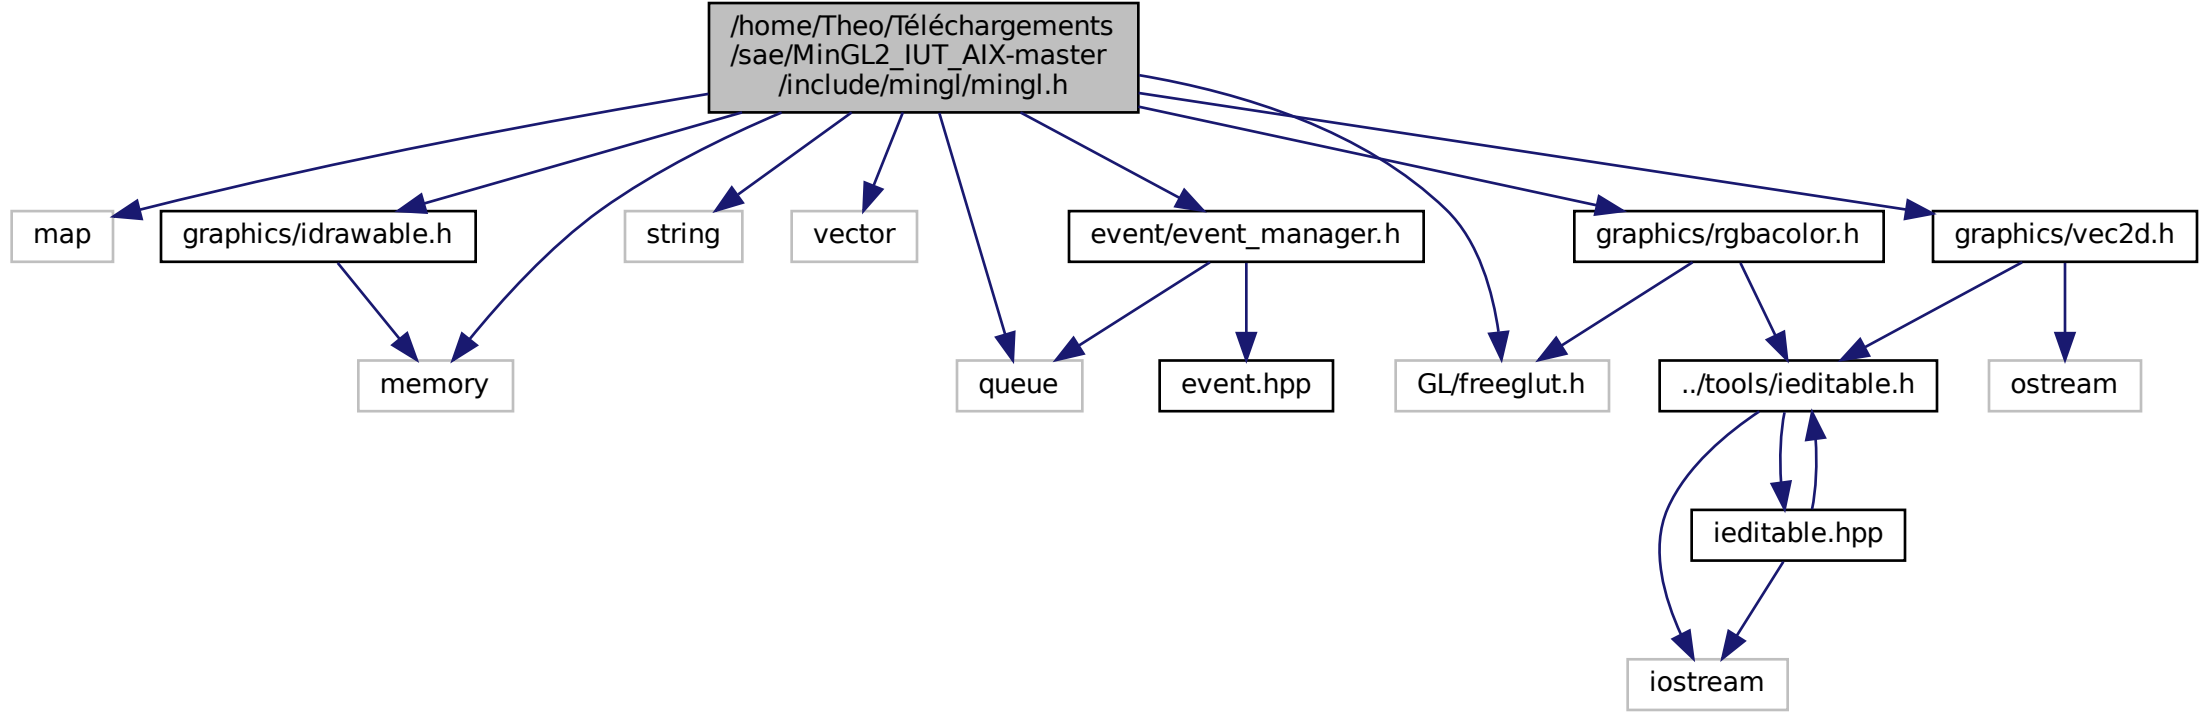 /home/Theo/Téléchargements
/sae/MinGL2_IUT_AIX-master
/include/mingl/mingl.h
map
graphics/idrawable.h
string
vector
event/event_manager.h
graphics/rgbacolor.h
graphics/vec2d.h
memory
queue
event.hpp
GL/freeglut.h
../tools/ieditable.h
ostream
ieditable.hpp
iostream